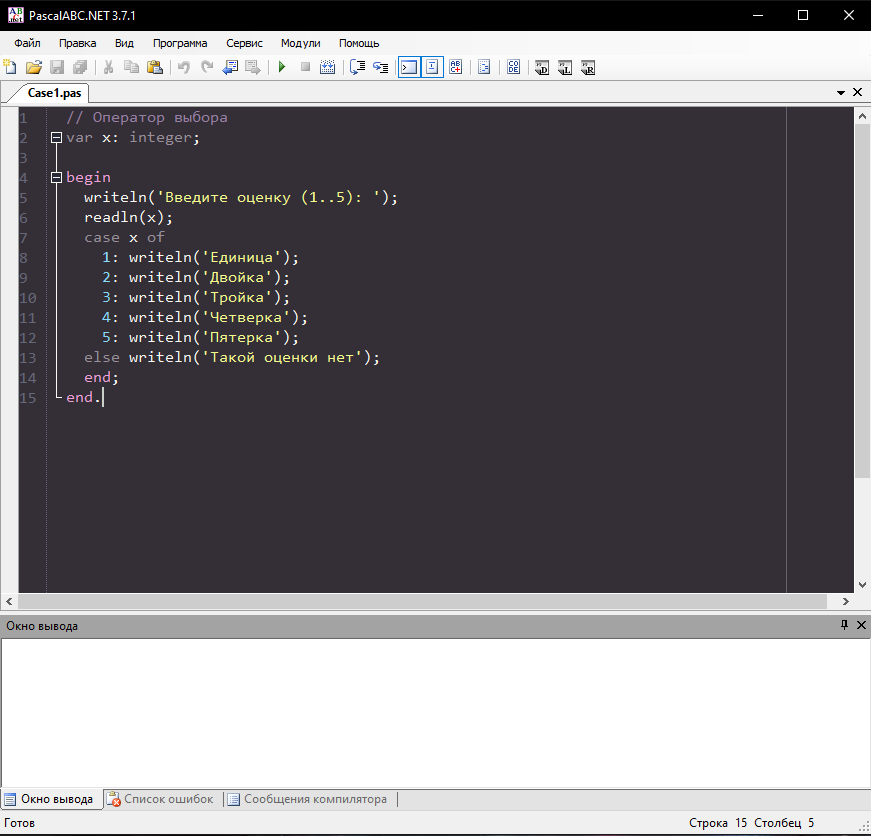 PascalABC.NET 3.7.1
Файл Правка Вид Программа Сервис Модули Помощь
Case1.pas
1 // Оператор выбора
2 var x: integer;
3
4 begin
5 writeln('Введите оценку (1..5): ');
6 readln(x);
7 case x of
8 1: writeln('Единица');
9 2: writeln('Двойка');
10 3: writeln('Тройка');
11 4: writeln('Четверка');
12 5: writeln('Пятерка');
13 else writeln('Такой оценки нет');
14 end;
15 end.
Окно вывода
Окно вывода Список ошибок Сообщения компилятора
Готов Строка 15 Столбец 5